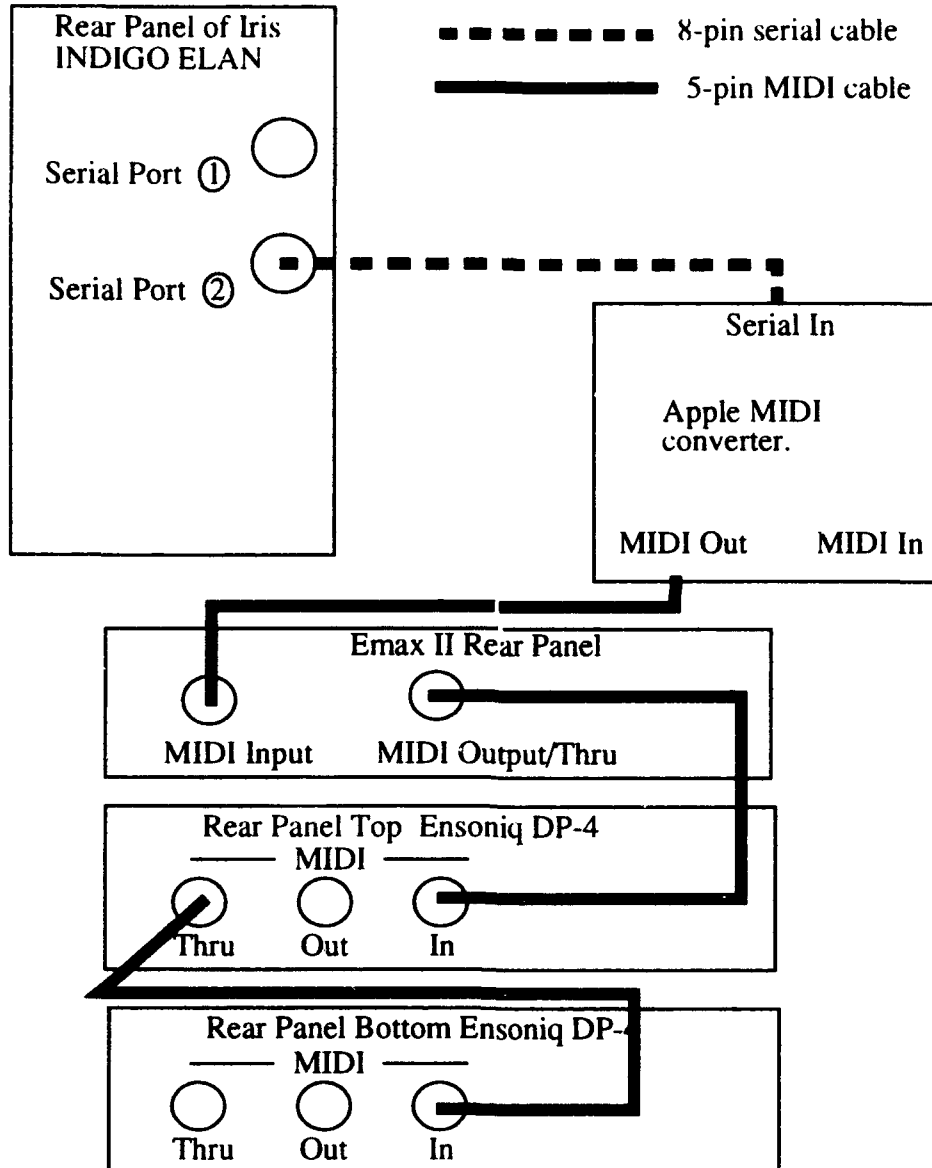 Rear Panel of Iris
INDIGO ELAN
8-pin serial cable
5-pin MIDI cable
Serial Port ①
Serial Port ②
Serial In
Apple MIDI
converter.
MIDI Out MIDI In
Emax II Rear Panel
MIDI Input MIDI Output/Thru
Rear Panel Top Ensoniq DP-4
MIDI
Thru Out In
Rear Panel Bottom Ensoniq DP-4
MIDI
Thru Out In